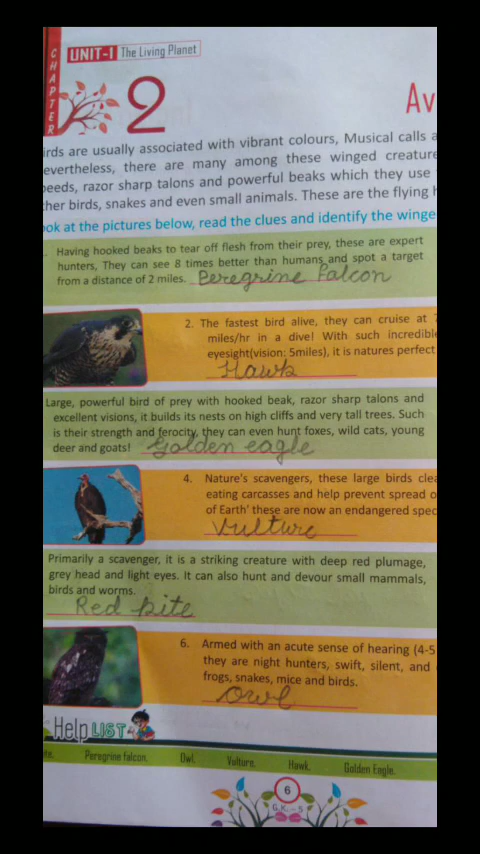 CHAPTER
UNIT-I The Living Planet
2
Av
irds are usually associated with vibrant colours, Musical calls a
evertheless, there are many among these winged creature
peeds, razor sharp talons and powerful beaks which they use
ther birds, snakes and even small animals. These are the flying h
ook at the pictures below, read the clues and identify the winge
Having hooked beaks to tear off flesh from their prey, these are expert
hunters, They can see 8 times better than humans and spot a target
from a distance of 2 miles. Peregrine Falcon
2. The fastest bird alive, they can cruise at
miles/hr in a dive! With such incredible
eyesight(vision: 5miles), it is natures perfect
Hawk
Large, powerful bird of prey with hooked beak, razor sharp talons and
excellent visions, it builds its nests on high cliffs and very tall trees. Such
is their strength and ferocity, they can even hunt foxes, wild cats, young
deer and goats! Golden eagle
4. Nature's scavengers, these large birds clea
eating carcasses and help prevent spread o
of Earth' these are now an endangered spec
Vulture
Primarily a scavenger, it is a striking creature with deep red plumage,
grey head and light eyes. It can also hunt and devour small mammals,
birds and worms.
Red kite
6. Armed with an acute sense of hearing (4-5
they are night hunters, swift, silent, and
frogs, snakes, mice and birds.
Owl
Help LIST
ite. Peregrine falcon. Owl. Vulture. Hawk. Golden Eagle.
6
G.K. - 5